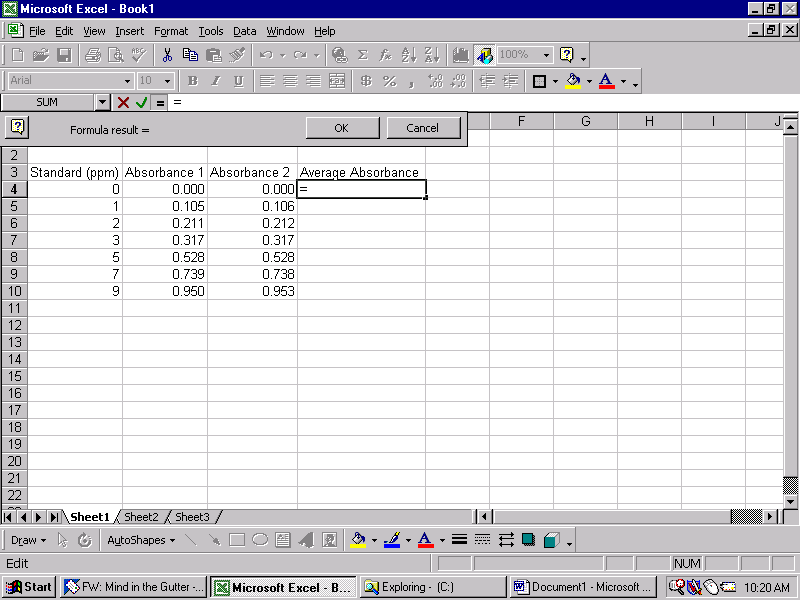 Microsoft Excel - Book1
File Edit View Insert Format Tools Data Window Help
100%
Arial 10 B I U $ % ,
SUM = =
Formula result = OK Cancel
F G H I J
2
3 Standard (ppm) Absorbance 1 Absorbance 2 Average Absorbance
4 0 0.000 0.000 =
5 1 0.105 0.106
6 2 0.211 0.212
7 3 0.317 0.317
8 5 0.528 0.528
9 7 0.739 0.738
10 9 0.950 0.953
11
12
13
14
15
16
17
18
19
20
21
22
Sheet1 Sheet2 Sheet3
Draw AutoShapes A
Edit NUM
Start FW: Mind in the Gutter -... Microsoft Excel - B... Exploring - (C:) Document1 - Microsoft ... 10:20 AM